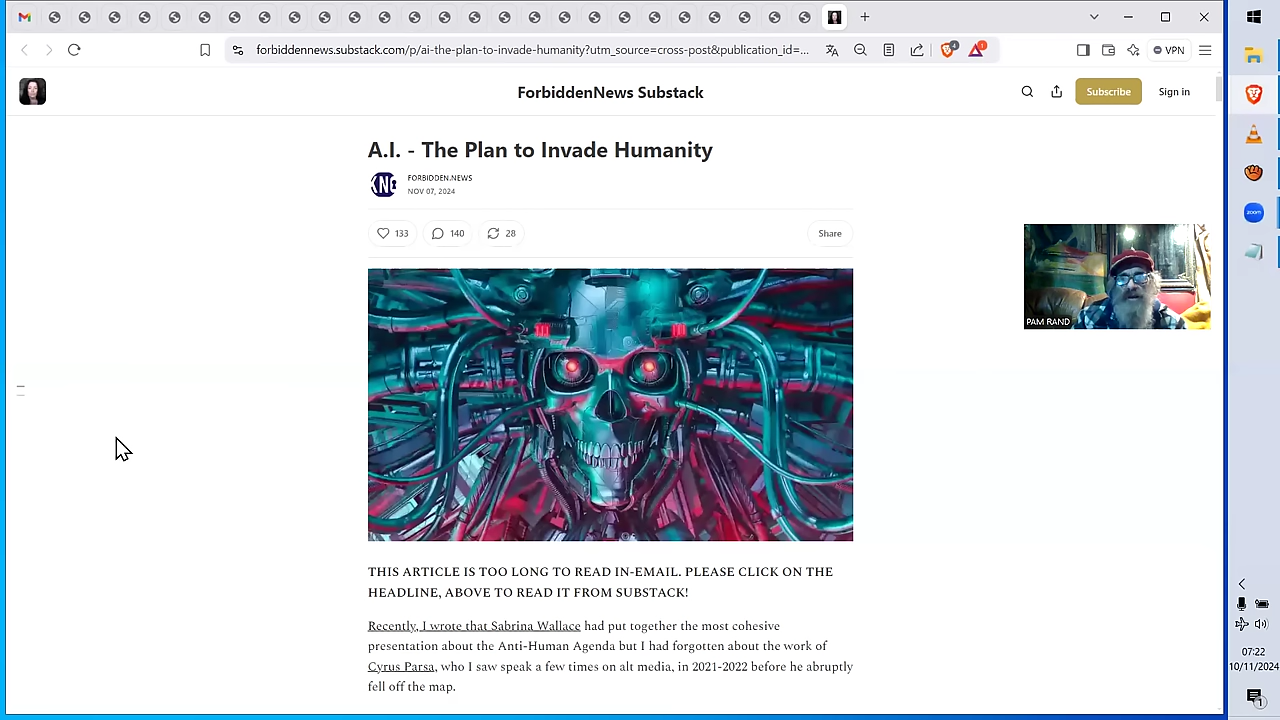 forbiddennews.substack.com/p/ai-the-plan-to-invade-humanity?utm_source=cross-post&publication_id=...
4
1
VPN
ForbiddenNews Substack
Subscribe
Sign in
A.I. - The Plan to Invade Humanity
FORBIDDEN.NEWS
NOV 07, 2024
133
140
28
Share
PAM RAND
THIS ARTICLE IS TOO LONG TO READ IN-EMAIL. PLEASE CLICK ON THE
HEADLINE, ABOVE TO READ IT FROM SUBSTACK!
Recently, I wrote that Sabrina Wallace had put together the most cohesive
presentation about the Anti-Human Agenda but I had forgotten about the work of
Cyrus Parsa, who I saw speak a few times on alt media, in 2021-2022 before he abruptly
fell off the map.
zoom
07:22
10/11/2024
1